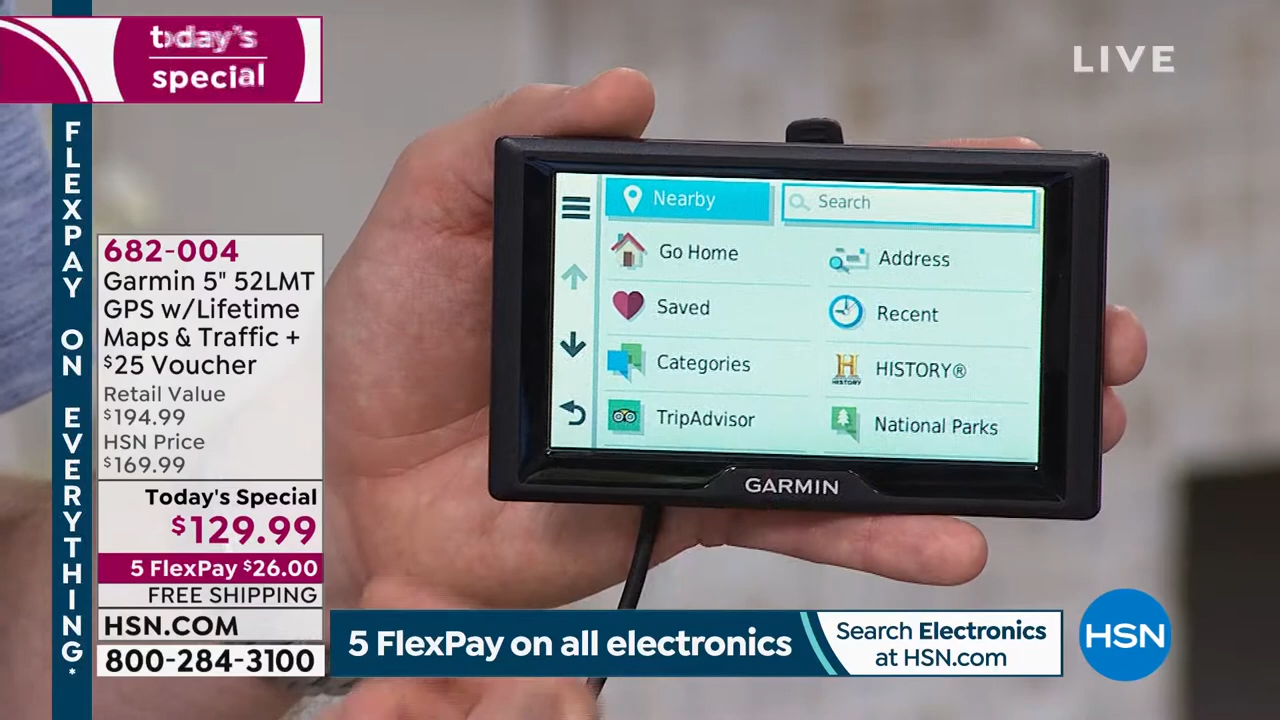 today's
special
LIVE
FLEXPAY ON EVERYTHING*
682-004
Garmin 5" 52LMT
GPS w/Lifetime
Maps & Traffic +
$25 Voucher
Retail Value
$194.99
HSN Price
$169.99
Today's Special
$129.99
5 FlexPay $26.00
FREE SHIPPING
HSN.COM
800-284-3100
Nearby
Search
Go Home
Address
Saved
Recent
Categories
HISTORY
HISTORY®
TripAdvisor
National Parks
GARMIN
5 FlexPay on all electronics
Search Electronics
at HSN.com
HSN